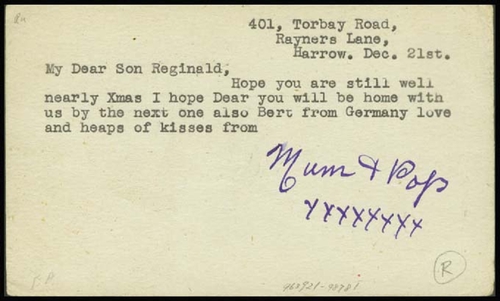 401, Torbay Road,
Rayners Lane,
Harrow. Dec. 21st.
My Dear Son Reginald,
Hope you are still well
nearly Xmas I hope Dear you will be home with
us by the next one also Bert from Germany love
and heaps of kisses from
Mum & Pop
XXXXXXXX
R